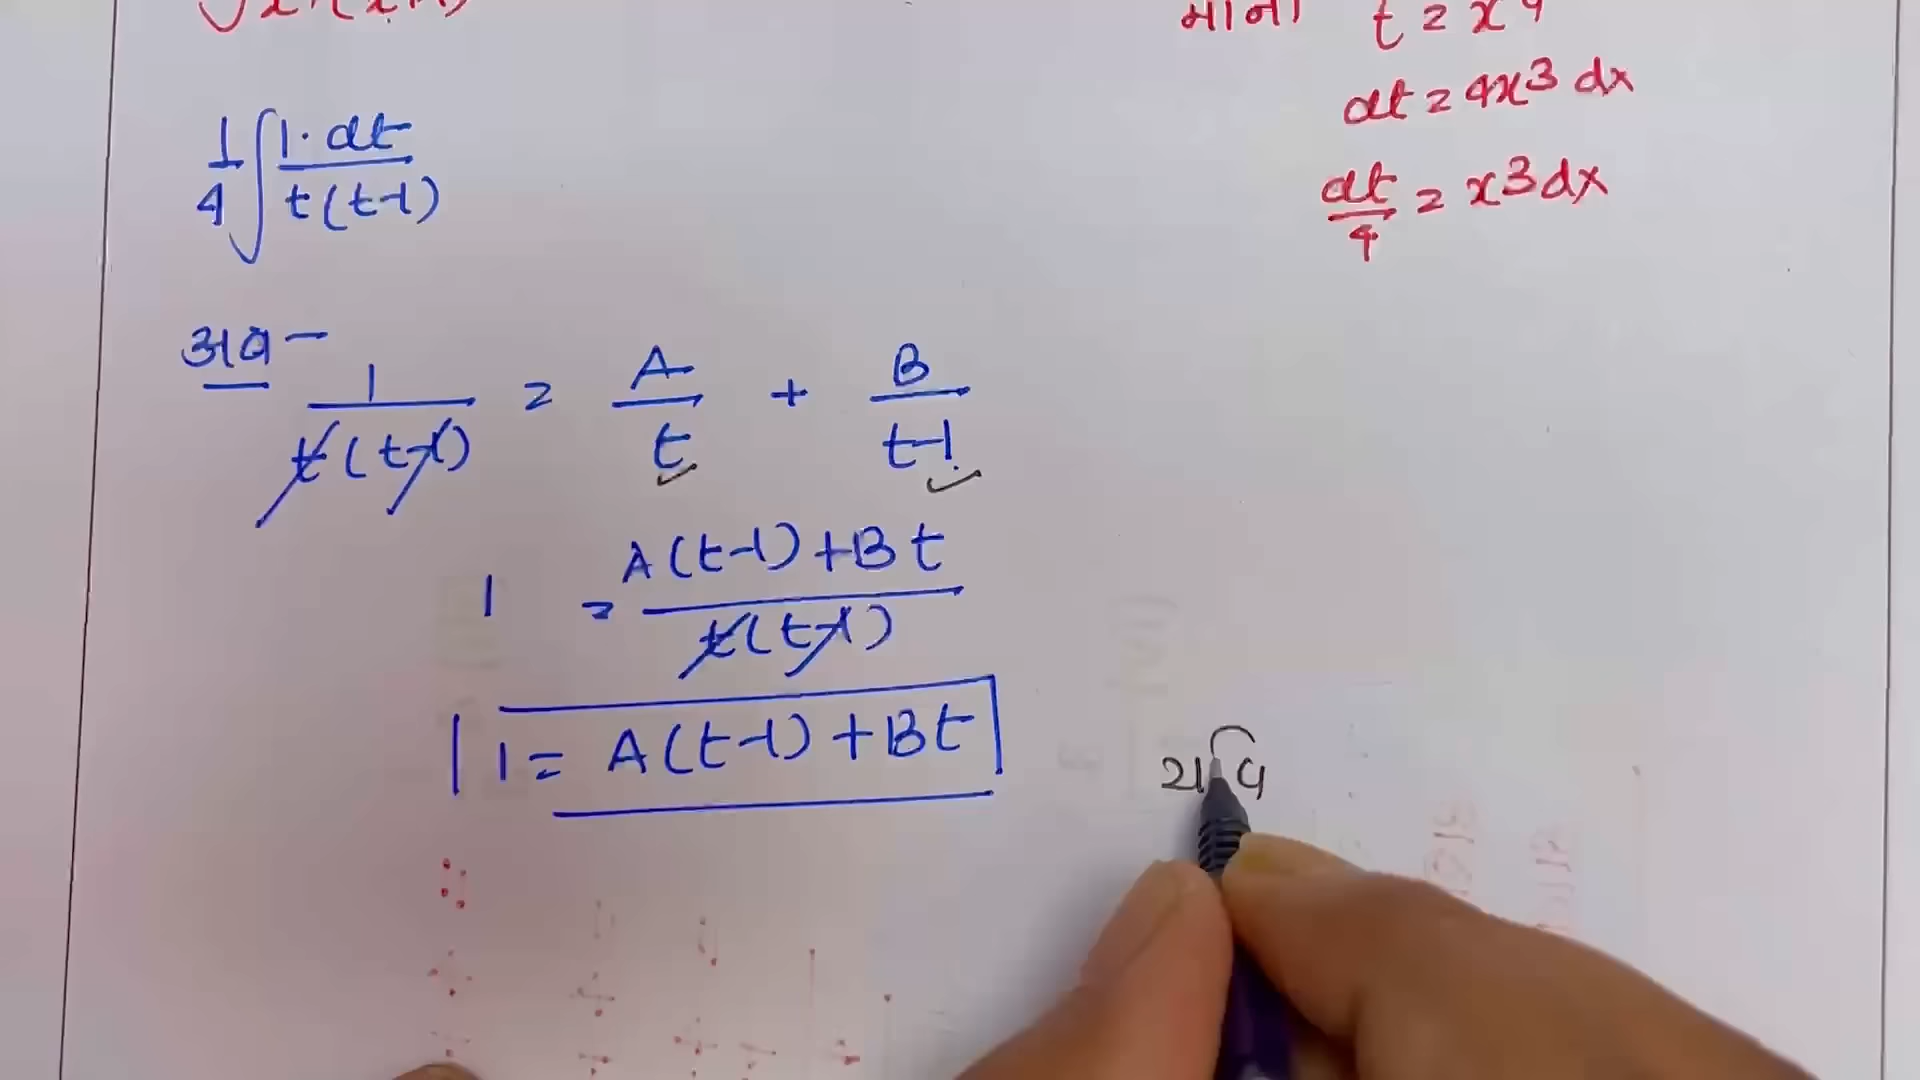 माना t = x⁴
dt = 4x³ dx
dt/4 = x³dx
1/4 ∫ 1·dt / t(t-1)
अब –
1 / t(t-1) = A/t + B/t-1
1 = A(t-1)+Bt / t(t-1)
1 = A(t-1)+Bt